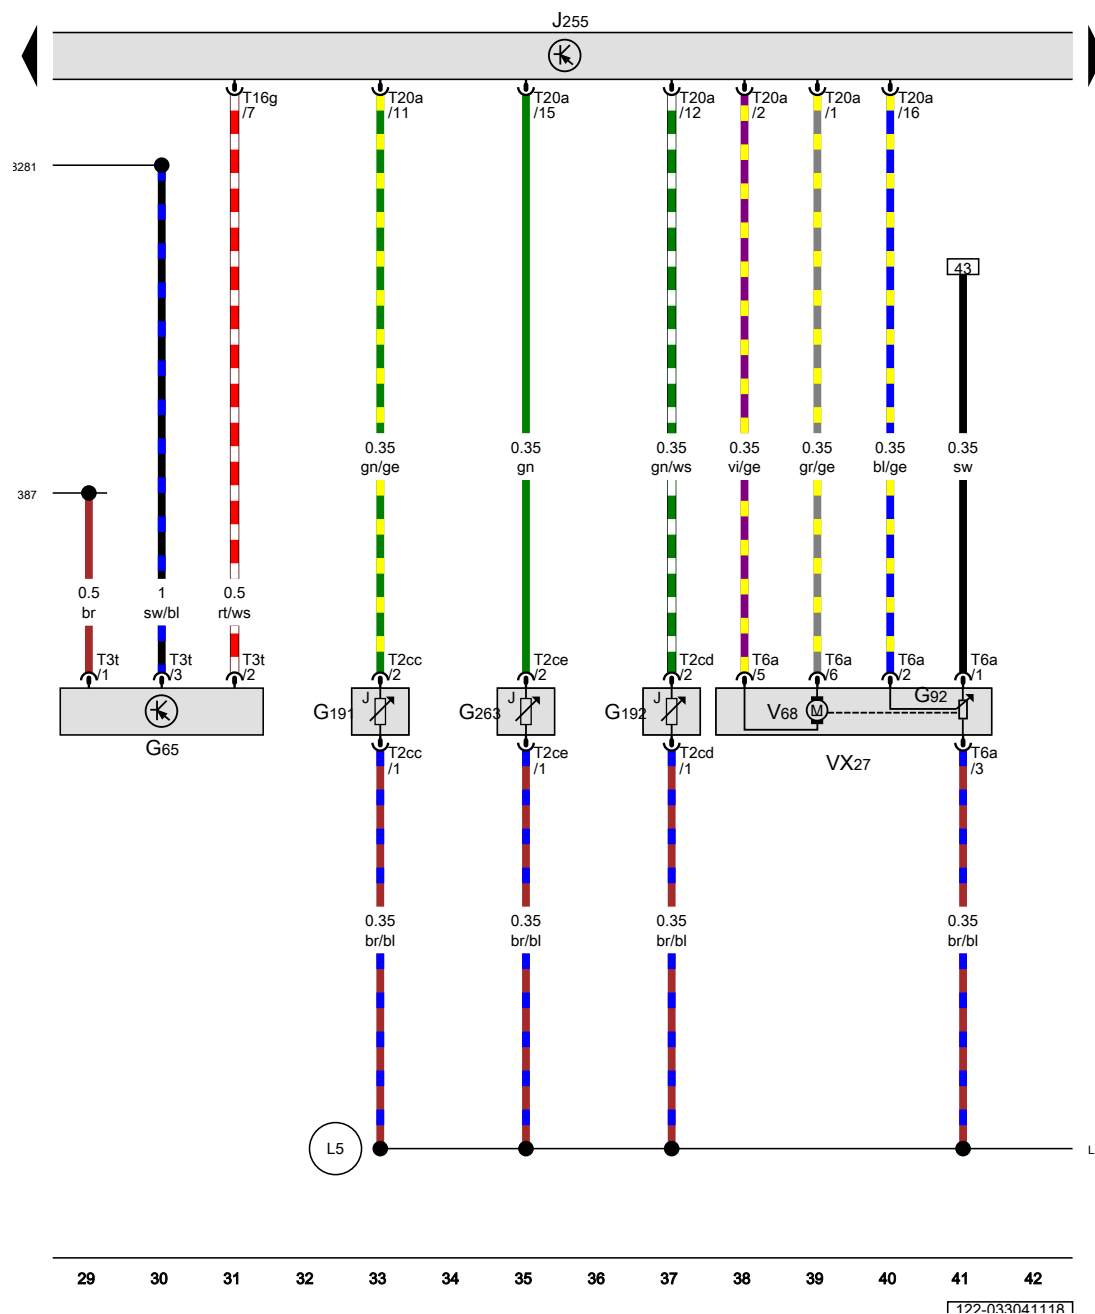 J255
T16g
/7
T20a
/11
T20a
/15
T20a
/12
T20a
/2
T20a
/1
T20a
/16
3281
43
0.35
gn/ge
0.35
gn
0.35
gn/ws
0.35
vi/ge
0.35
gr/ge
0.35
bl/ge
0.35
sw
387
0.5
br
1
sw/bl
0.5
rt/ws
T3t
/1
T3t
/3
T3t
/2
T2cc
/2
T2ce
/2
T2cd
/2
T6a
/5
T6a
/6
T6a
/2
T6a
/1
G65
G191
J
G263
J
G192
J
V68
M
G92
VX27
T2cc
/1
T2ce
/1
T2cd
/1
T6a
/3
0.35
br/bl
0.35
br/bl
0.35
br/bl
0.35
br/bl
L5
L
29 30 31 32 33 34 35 36 37 38 39 40 41 42
122-033041118